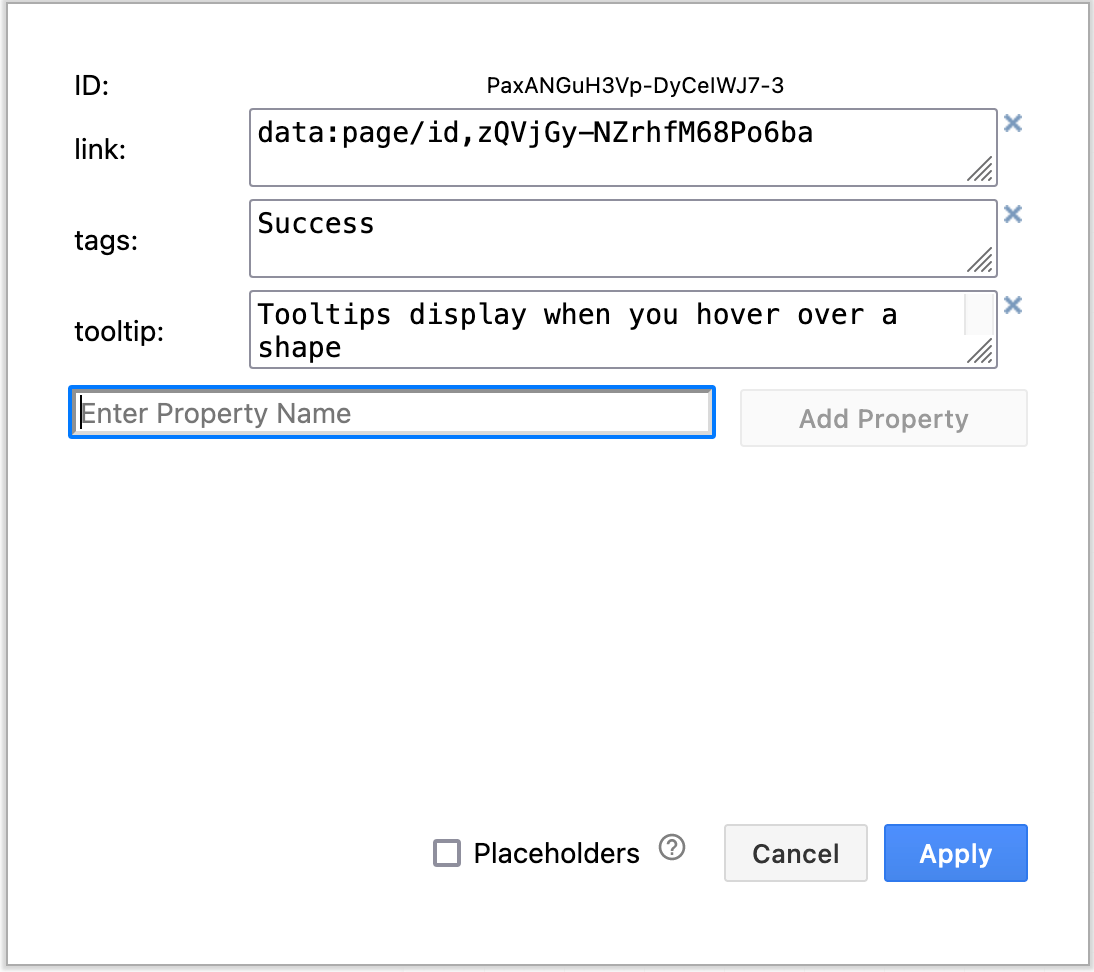 ID: PaxANGuH3Vp-DyCeIWJ7-3
link: data:page/id,zQVjGy-NZrhfM68Po6ba
tags: Success
tooltip: Tooltips display when you hover over a
shape
Enter Property Name Add Property
Placeholders ? Cancel Apply